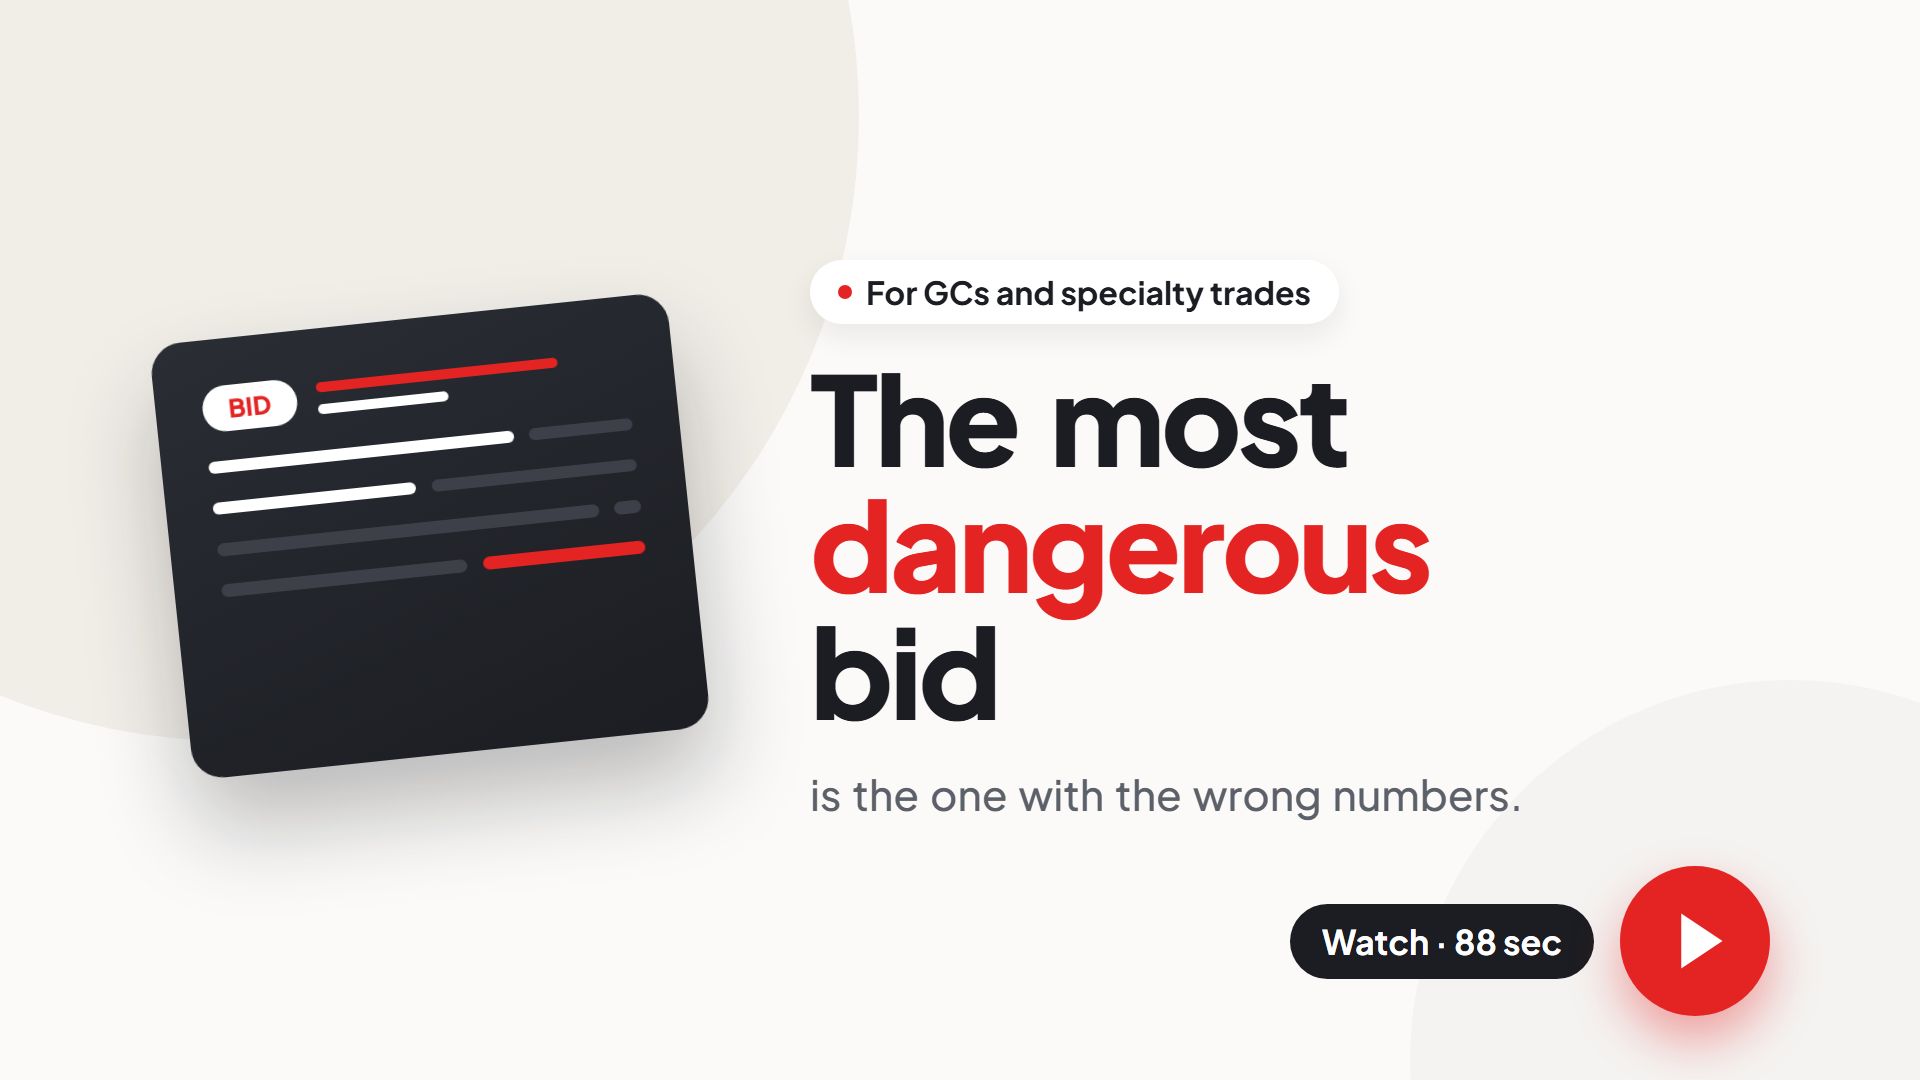 BID
For GCs and specialty trades
The most
dangerous
bid
is the one with the wrong numbers.
Watch · 88 sec